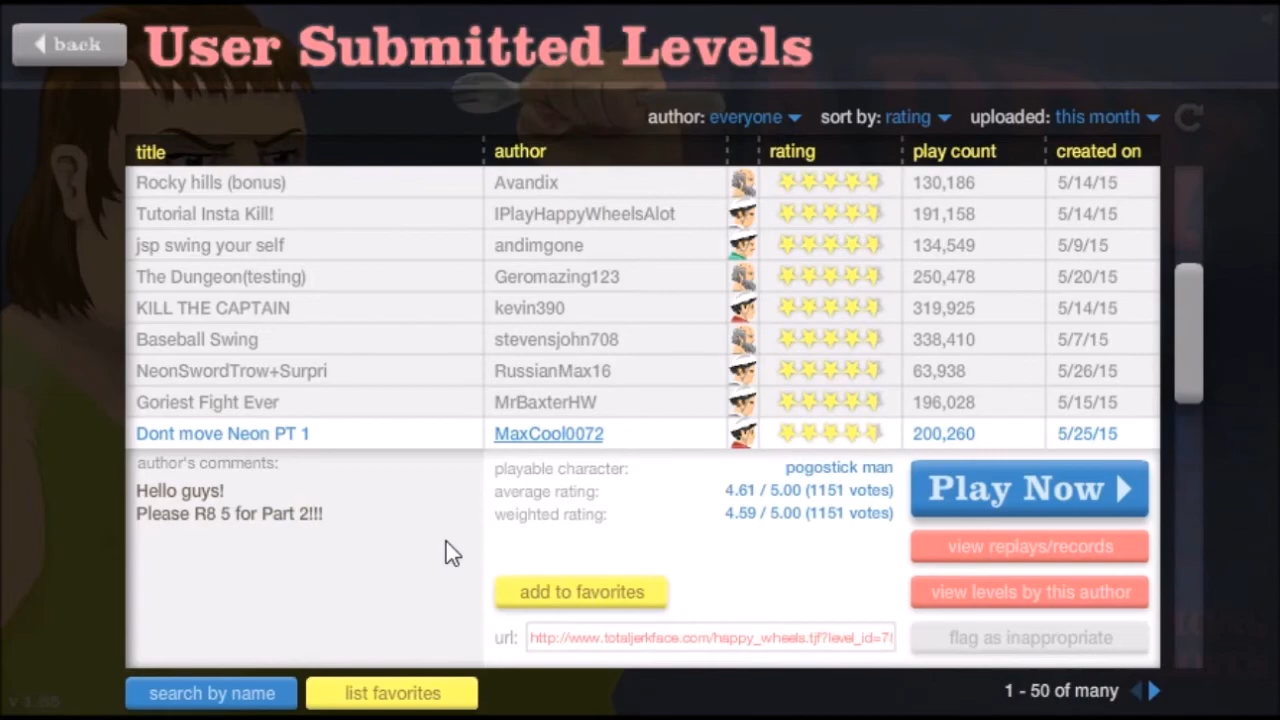 back
User Submitted Levels
author: everyone sort by: rating uploaded: this month
title author rating play count created on
Rocky hills (bonus) Avandix 130,186 5/14/15
Tutorial Insta Kill! IPlayHappyWheelsAlot 191,158 5/14/15
jsp swing your self andimgone 134,549 5/9/15
The Dungeon(testing) Geromazing123 250,478 5/20/15
KILL THE CAPTAIN kevin390 319,925 5/14/15
Baseball Swing stevensjohn708 338,410 5/7/15
NeonSwordTrow+Surpri RussianMax16 63,938 5/26/15
Goriest Fight Ever MrBaxterHW 196,028 5/15/15
Dont move Neon PT 1 MaxCool0072 200,260 5/25/15
author's comments:
Hello guys!
Please R8 5 for Part 2!!!
playable character: pogostick man
average rating: 4.61 / 5.00 (1151 votes)
weighted rating: 4.59 / 5.00 (1151 votes)
add to favorites
url: http://www.totaljerkface.com/happy_wheels.tjf?level_id=7
Play Now
view replays/records
view levels by this author
flag as inappropriate
search by name list favorites
1 - 50 of many